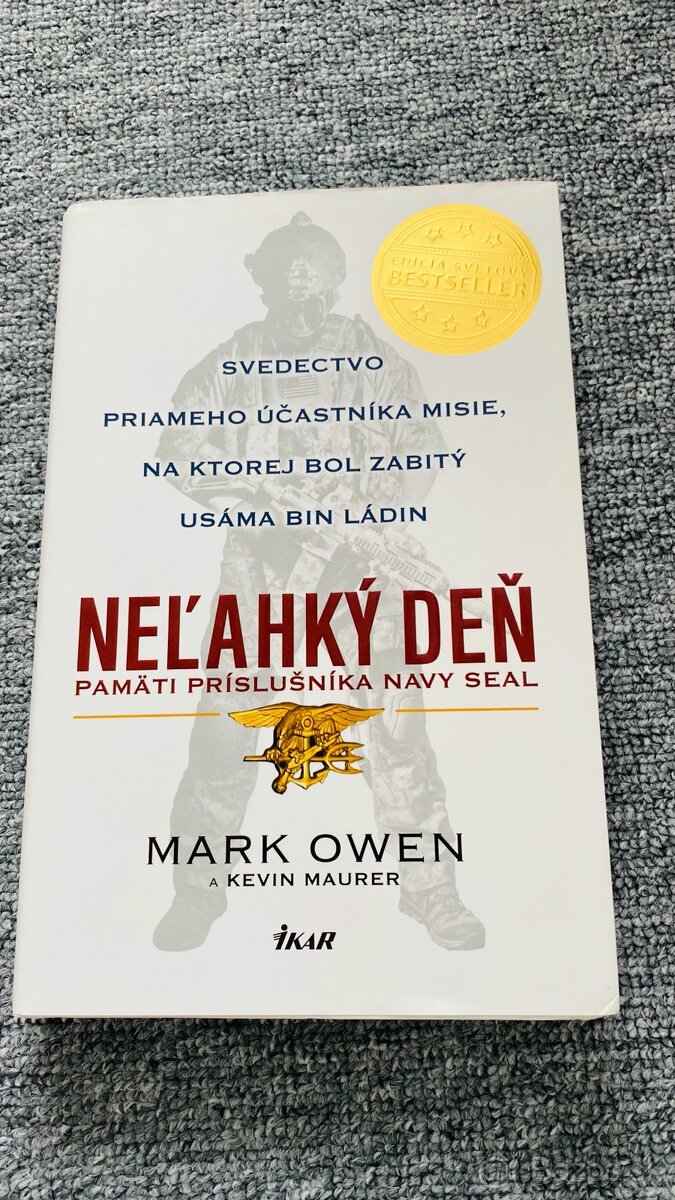 EDÍCIA SVETOVÝ
BESTSELLER
SVEDECTVO
PRIAMEHO ÚČASTNÍKA MISIE,
NA KTOREJ BOL ZABITÝ
USÁMA BIN LÁDIN
NEĽAHKÝ DEŇ
PAMÄTI PRÍSLUŠNÍKA NAVY SEAL
MARK OWEN
A KEVIN MAURER
IKAR